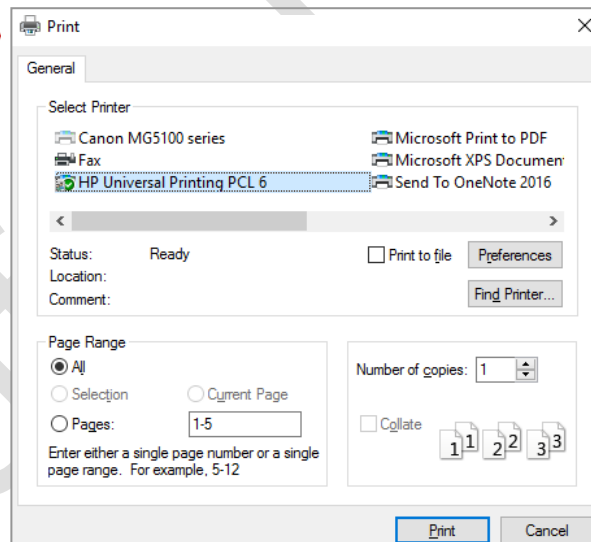 Print
General
Select Printer
Canon MG5100 series
Fax
HP Universal Printing PCL 6
Microsoft Print to PDF
Microsoft XPS Documen
Send To OneNote 2016
Status: Ready
Location:
Comment:
Print to file
Preferences
Find Printer...
Page Range
All
Selection
Current Page
Pages: 1-5
Enter either a single page number or a single
page range. For example, 5-12
Number of copies: 1
Collate
1 1 2 2 3 3
Print
Cancel